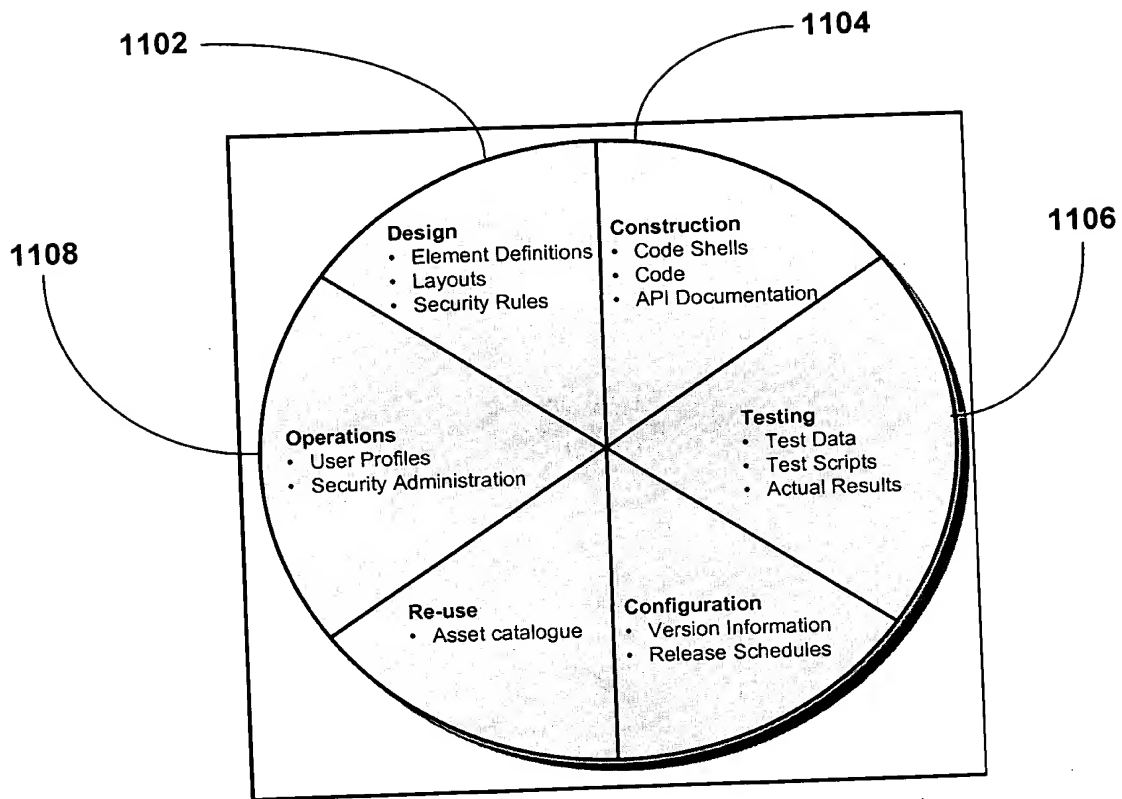 1102
1104
1106
1108
Design
• Element Definitions
• Layouts
• Security Rules
Construction
• Code Shells
• Code
• API Documentation
Testing
• Test Data
• Test Scripts
• Actual Results
Operations
• User Profiles
• Security Administration
Re-use
• Asset catalogue
Configuration
• Version Information
• Release Schedules